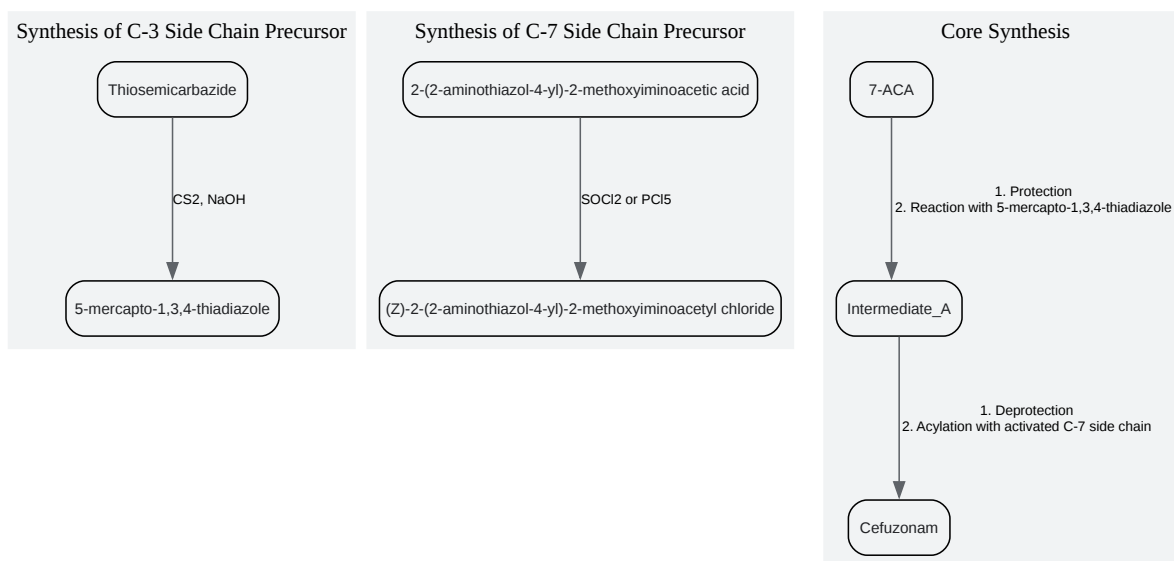 Synthesis of C-3 Side Chain Precursor
Thiosemicarbazide
CS2, NaOH
5-mercapto-1,3,4-thiadiazole
Synthesis of C-7 Side Chain Precursor
2-(2-aminothiazol-4-yl)-2-methoxyiminoacetic acid
SOCl2 or PCl5
(Z)-2-(2-aminothiazol-4-yl)-2-methoxyiminoacetyl chloride
Core Synthesis
7-ACA
1. Protection
2. Reaction with 5-mercapto-1,3,4-thiadiazole
Intermediate_A
1. Deprotection
2. Acylation with activated C-7 side chain
Cefuzonam